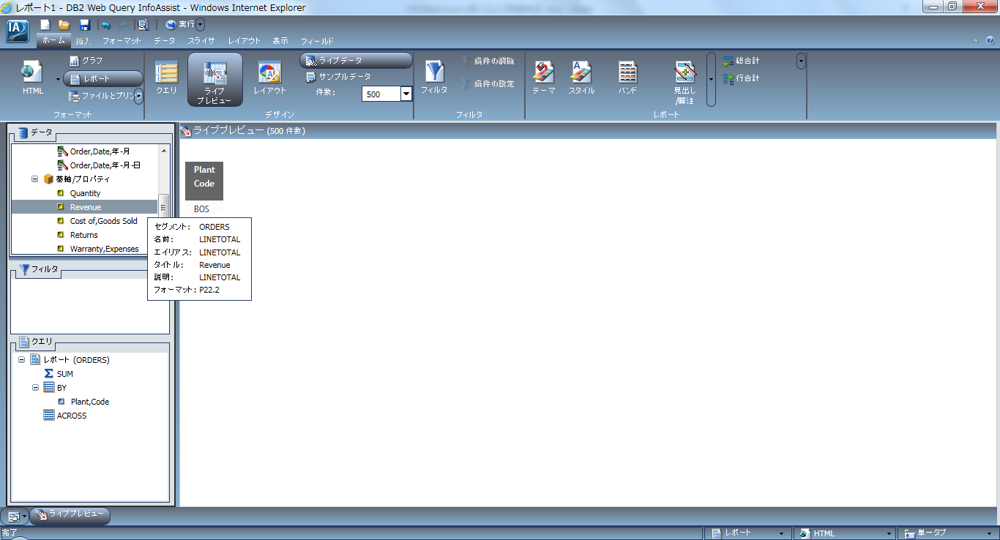 レポート1 - DB2 Web Query InfoAssist - Windows Internet Explorer
IA
実行
ホーム 挿入 フォーマット データ スライサ レイアウト 表示 フィールド
HTML
グラフ
レポート
ファイルとプリン
フォーマット
クエリ
ライブ
プレビュー
レイアウト
ライブデータ
サンプルデータ
件数: 500
デザイン
フィルタ
条件の解除
条件の設定
フィルタ
テーマ
スタイル
バンド
見出し
/脚注
総合計
行合計
レポート
データ
Order,Date,年-月
Order,Date,年-月-日
基軸/プロパティ
Quantity
Revenue
Cost of,Goods Sold
Returns
Warranty,Expenses
フィルタ
クエリ
レポート (ORDERS)
SUM
BY
Plant,Code
ACROSS
ライブプレビュー (500 件数)
Plant
Code
BOS
セグメント: ORDERS
名前: LINETOTAL
エイリアス: LINETOTAL
タイトル: Revenue
説明: LINETOTAL
フォーマット: P22.2
ライブプレビュー
完了
レポート
HTML
単一タブ